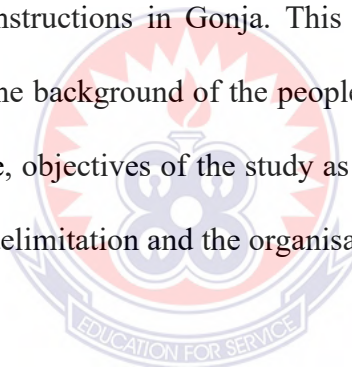 nstructions in Gonja. This
ne background of the people
e, objectives of the study as
elimitation and the organisa
EDUCATION FOR SERVICE